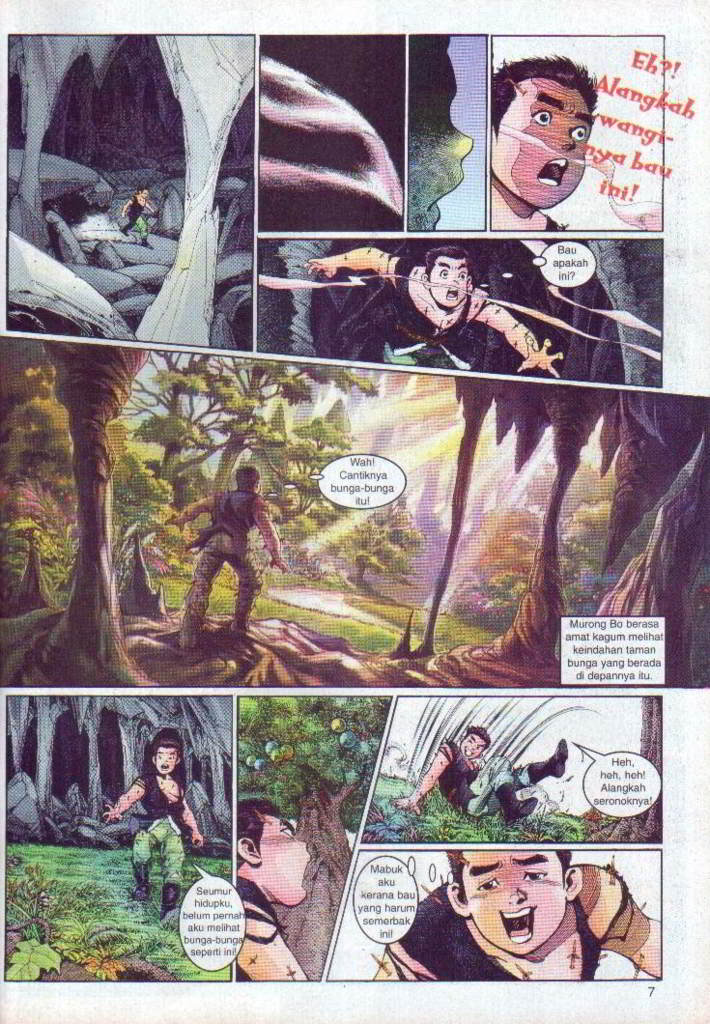 Eh?!
Alangkah
wangi-
nya bau
ini!
Bau
apakah
ini?
Wah!
Cantiknya
bunga-bunga
itu!
Murong Bo berasa
amat kagum melihat
keindahan taman
bunga yang berada
di depannya itu.
Seumur
hidupku,
belum pernah
aku melihat
bunga-bunga
seperti ini!
Heh,
heh, heh!
Alangkah
seronoknya!
Mabuk
aku
kerana bau
yang harum
semerbak
ini!
7